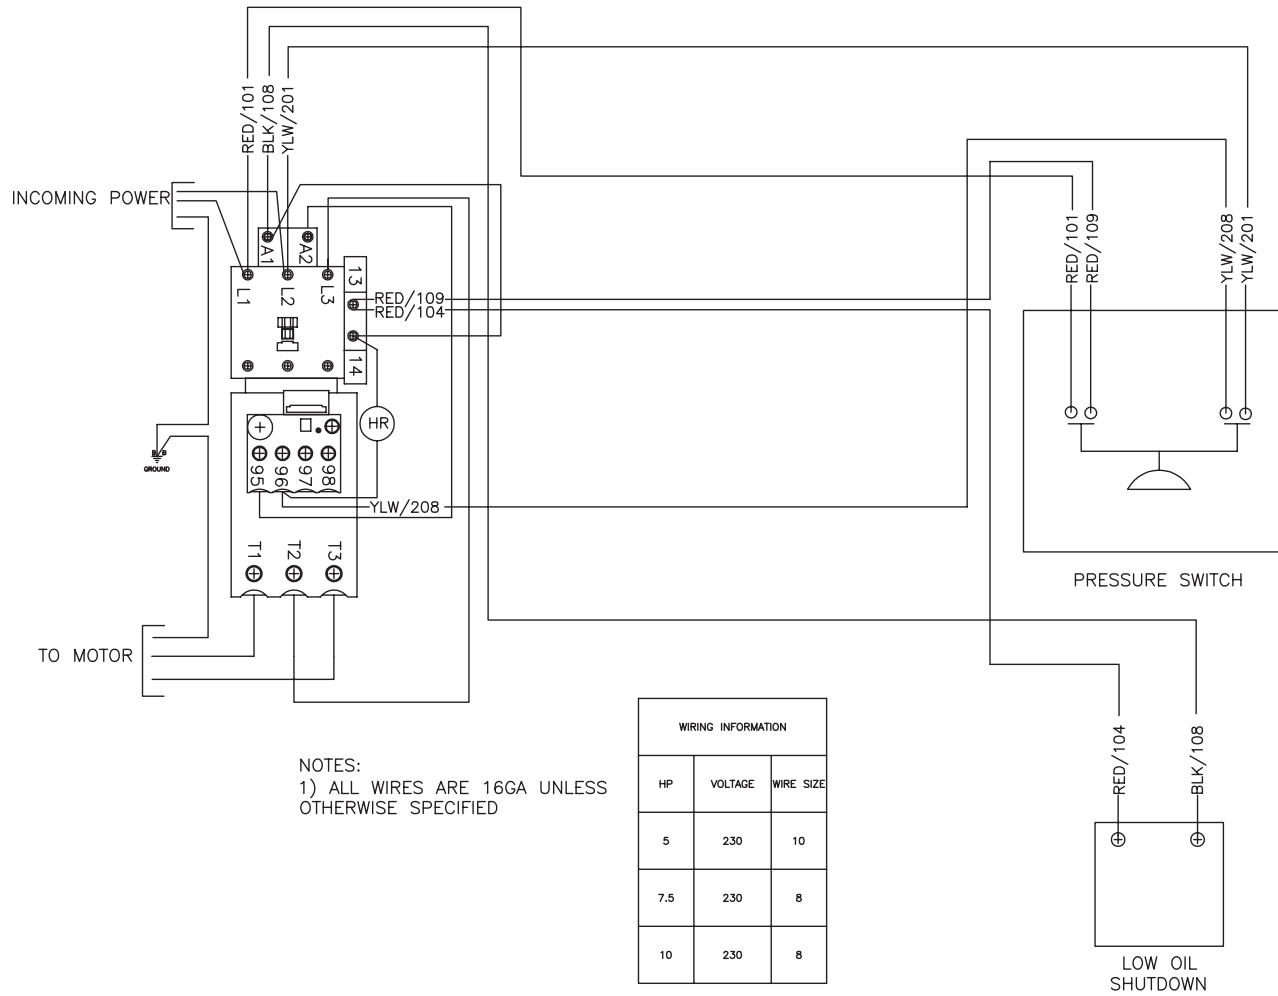 RED/101
BLK/108
YLW/201
INCOMING POWER
A1
A2
L1
L2
L3
13
RED/109
RED/104
14
HR
95
96
97
98
YLW/208
GROUND
T1
T2
T3
TO MOTOR
RED/101
RED/109
YLW/208
YLW/201
PRESSURE SWITCH
RED/104
BLK/108
LOW OIL
SHUTDOWN
NOTES:
1) ALL WIRES ARE 16GA UNLESS
OTHERWISE SPECIFIED
WIRING INFORMATION
HP VOLTAGE WIRE SIZE
5 230 10
7.5 230 8
10 230 8